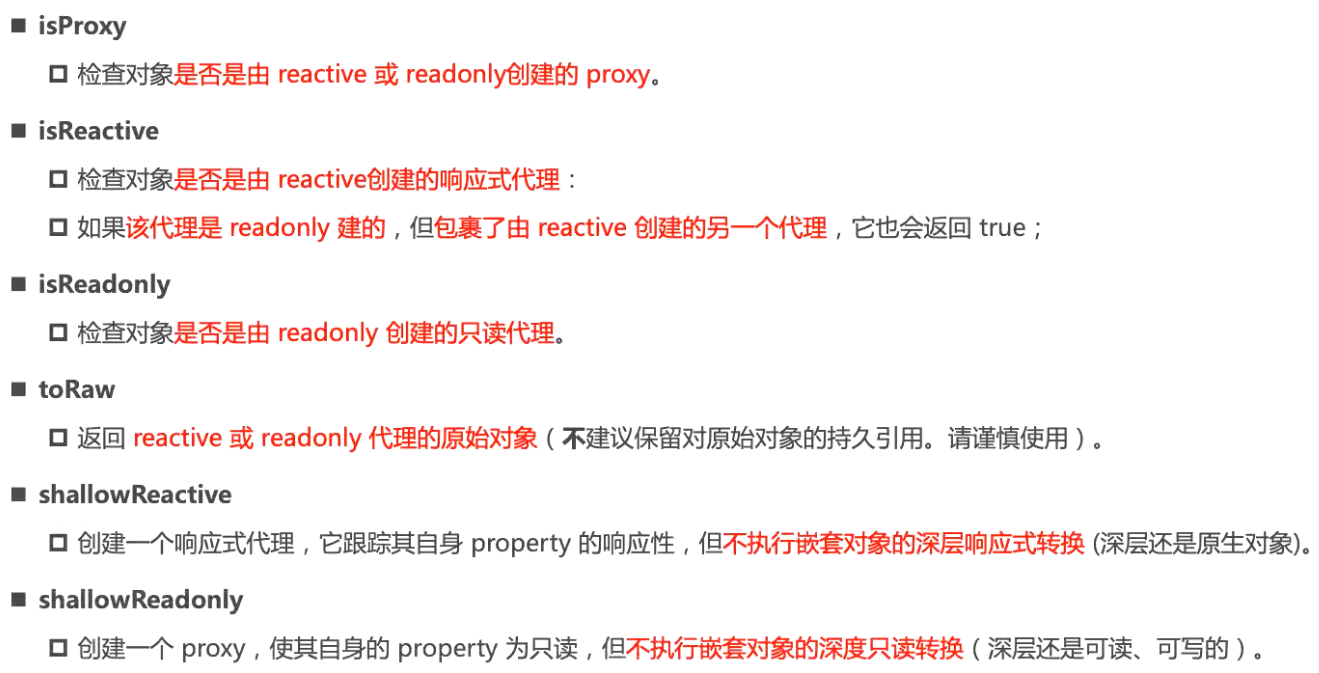 isProxy
检查对象是否是由 reactive 或 readonly创建的 proxy。
isReactive
检查对象是否是由 reactive创建的响应式代理：
如果该代理是 readonly 建的，但包裹了由 reactive 创建的另一个代理，它也会返回 true；
isReadonly
检查对象是否是由 readonly 创建的只读代理。
toRaw
返回 reactive 或 readonly 代理的原始对象（不建议保留对原始对象的持久引用。请谨慎使用）。
shallowReactive
创建一个响应式代理，它跟踪其自身 property 的响应性，但不执行嵌套对象的深层响应式转换 (深层还是原生对象)。
shallowReadonly
创建一个 proxy，使其自身的 property 为只读，但不执行嵌套对象的深度只读转换（深层还是可读、可写的）。